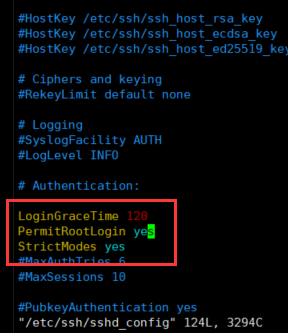 #HostKey /etc/ssh/ssh_host_rsa_key
#HostKey /etc/ssh/ssh_host_ecdsa_key
#HostKey /etc/ssh/ssh_host_ed25519_key
# Ciphers and keying
#RekeyLimit default none
# Logging
#SyslogFacility AUTH
#LogLevel INFO
# Authentication:
LoginGraceTime 120
PermitRootLogin yes
StrictModes yes
#MaxAuthTries 6
#MaxSessions 10
#PubkeyAuthentication yes
"/etc/ssh/sshd_config" 124L, 3294C